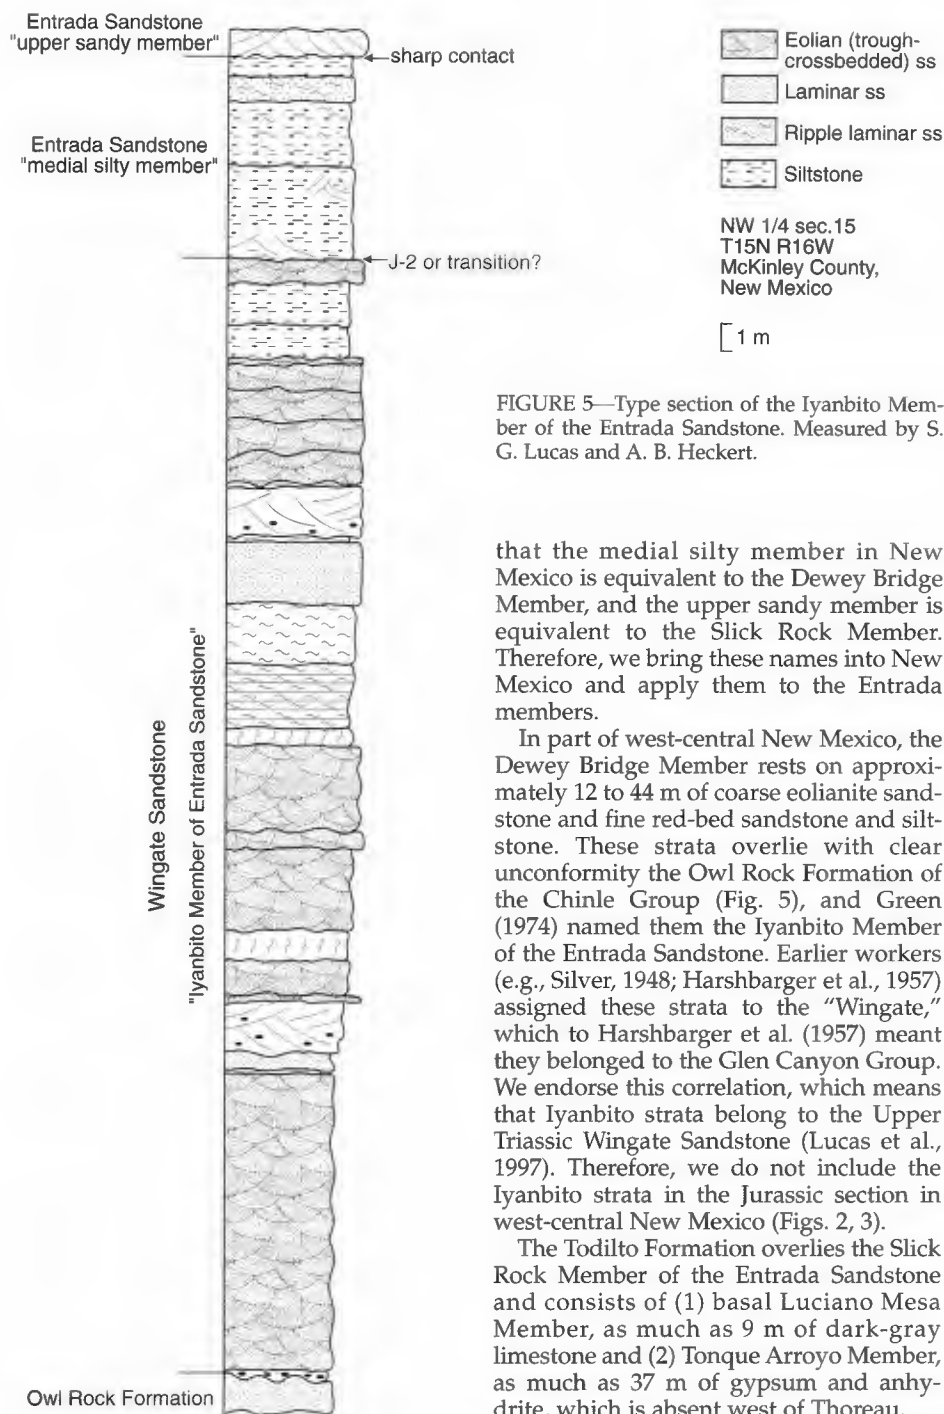 Entrada Sandstone
"upper sandy member"
sharp contact
Entrada Sandstone
"medial silty member"
J-2 or transition?
Wingate Sandstone
"Iyanbito Member of Entrada Sandstone"
Owl Rock Formation
Eolian (trough-
crossbedded) ss
Laminar ss
Ripple laminar ss
Siltstone
NW 1/4 sec.15
T15N R16W
McKinley County,
New Mexico
1 m
FIGURE 5—Type section of the Iyanbito Mem-
ber of the Entrada Sandstone. Measured by S.
G. Lucas and A. B. Heckert.
that the medial silty member in New
Mexico is equivalent to the Dewey Bridge
Member, and the upper sandy member is
equivalent to the Slick Rock Member.
Therefore, we bring these names into New
Mexico and apply them to the Entrada
members.
In part of west-central New Mexico, the
Dewey Bridge Member rests on approxi-
mately 12 to 44 m of coarse eolianite sand-
stone and fine red-bed sandstone and silt-
stone. These strata overlie with clear
unconformity the Owl Rock Formation of
the Chinle Group (Fig. 5), and Green
(1974) named them the Iyanbito Member
of the Entrada Sandstone. Earlier workers
(e.g., Silver, 1948; Harshbarger et al., 1957)
assigned these strata to the "Wingate,"
which to Harshbarger et al. (1957) meant
they belonged to the Glen Canyon Group.
We endorse this correlation, which means
that Iyanbito strata belong to the Upper
Triassic Wingate Sandstone (Lucas et al.,
1997). Therefore, we do not include the
Iyanbito strata in the Jurassic section in
west-central New Mexico (Figs. 2, 3).
The Todilto Formation overlies the Slick
Rock Member of the Entrada Sandstone
and consists of (1) basal Luciano Mesa
Member, as much as 9 m of dark-gray
limestone and (2) Tonque Arroyo Member,
as much as 37 m of gypsum and anhy-
drite, which is absent west of Thoreau.